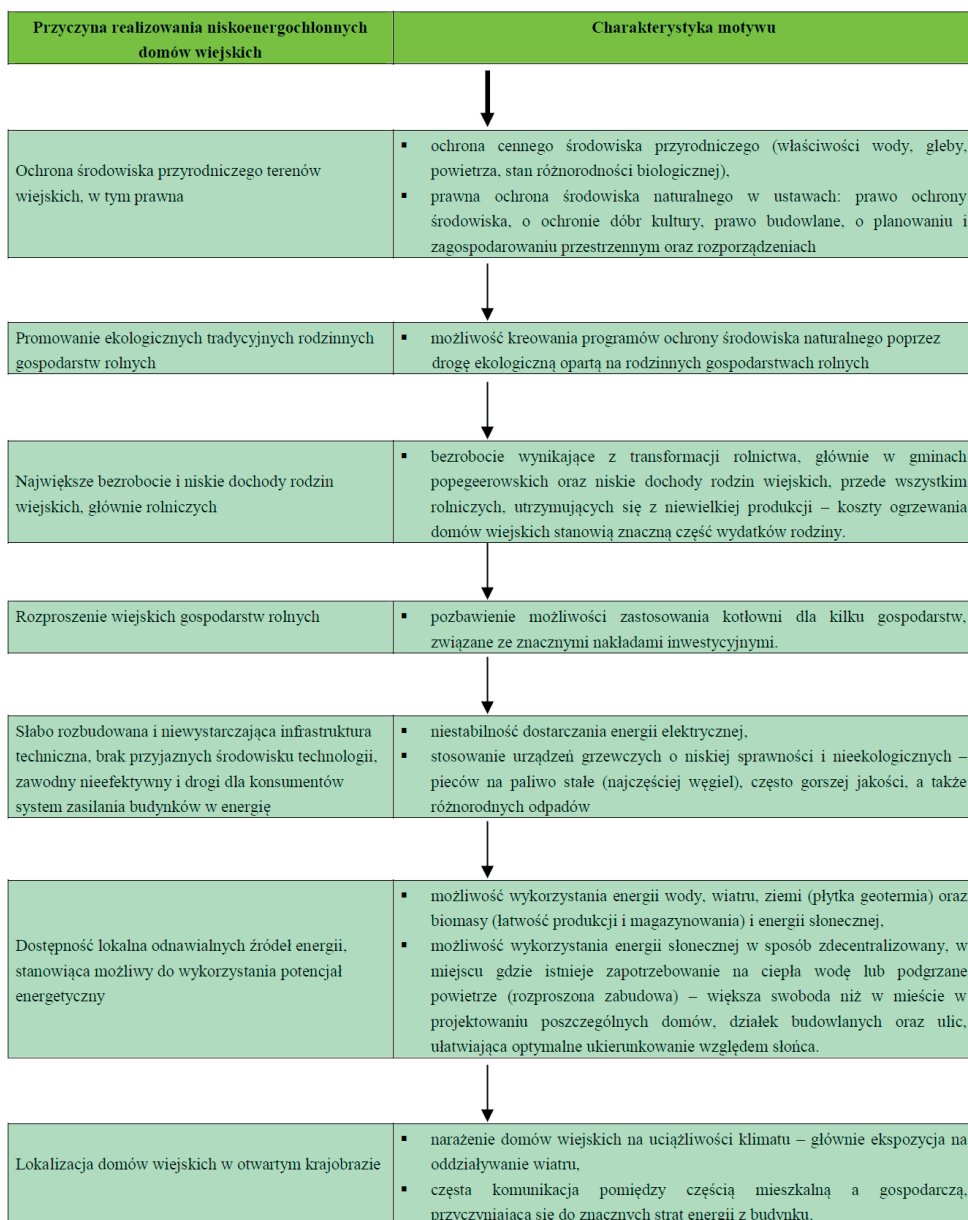 Przyczyna realizowania niskoenergochłonnych
domów wiejskich
Charakterystyka motywu
Ochrona środowiska przyrodniczego terenów
wiejskich, w tym prawna
▪ ochrona cennego środowiska przyrodniczego (właściwości wody, gleby,
powietrza, stan różnorodności biologicznej),
▪ prawna ochrona środowiska naturalnego w ustawach: prawo ochrony
środowiska, o ochronie dóbr kultury, prawo budowlane, o planowaniu i
zagospodarowaniu przestrzennym oraz rozporządzeniach
Promowanie ekologicznych tradycyjnych rodzinnych
gospodarstw rolnych
▪ możliwość kreowania programów ochrony środowiska naturalnego poprzez
drogę ekologiczną opartą na rodzinnych gospodarstwach rolnych
Największe bezrobocie i niskie dochody rodzin
wiejskich, głównie rolniczych
▪ bezrobocie wynikające z transformacji rolnictwa, głównie w gminach
popegeerowskich oraz niskie dochody rodzin wiejskich, przede wszystkim
rolniczych, utrzymujących się z niewielkiej produkcji – koszty ogrzewania
domów wiejskich stanowią znaczną część wydatków rodziny.
Rozproszenie wiejskich gospodarstw rolnych
▪ pozbawienie możliwości zastosowania kotłowni dla kilku gospodarstw,
związane ze znacznymi nakładami inwestycyjnymi.
Słabo rozbudowana i niewystarczająca infrastruktura
techniczna, brak przyjaznych środowisku technologii,
zawodny nieefektywny i drogi dla konsumentów
system zasilania budynków w energię
▪ niestabilność dostarczania energii elektrycznej,
▪ stosowanie urządzeń grzewczych o niskiej sprawności i nieekologicznych –
pieców na paliwo stałe (najczęściej węgiel), często gorszej jakości, a także
różnorodnych odpadów
Dostępność lokalna odnawialnych źródeł energii,
stanowiąca możliwy do wykorzystania potencjał
energetyczny
▪ możliwość wykorzystania energii wody, wiatru, ziemi (płytka geotermia) oraz
biomasy (łatwość produkcji i magazynowania) i energii słonecznej,
▪ możliwość wykorzystania energii słonecznej w sposób zdecentralizowany, w
miejscu gdzie istnieje zapotrzebowanie na ciepła wodę lub podgrzane
powietrze (rozproszona zabudowa) – większa swoboda niż w mieście w
projektowaniu poszczególnych domów, działek budowlanych oraz ulic,
ułatwiająca optymalne ukierunkowanie względem słońca.
Lokalizacja domów wiejskich w otwartym krajobrazie
▪ narażenie domów wiejskich na uciążliwości klimatu – głównie ekspozycja na
oddziaływanie wiatru,
▪ częsta komunikacja pomiędzy częścią mieszkalną a gospodarczą,
przyczyniająca się do znacznych strat energii z budynku.